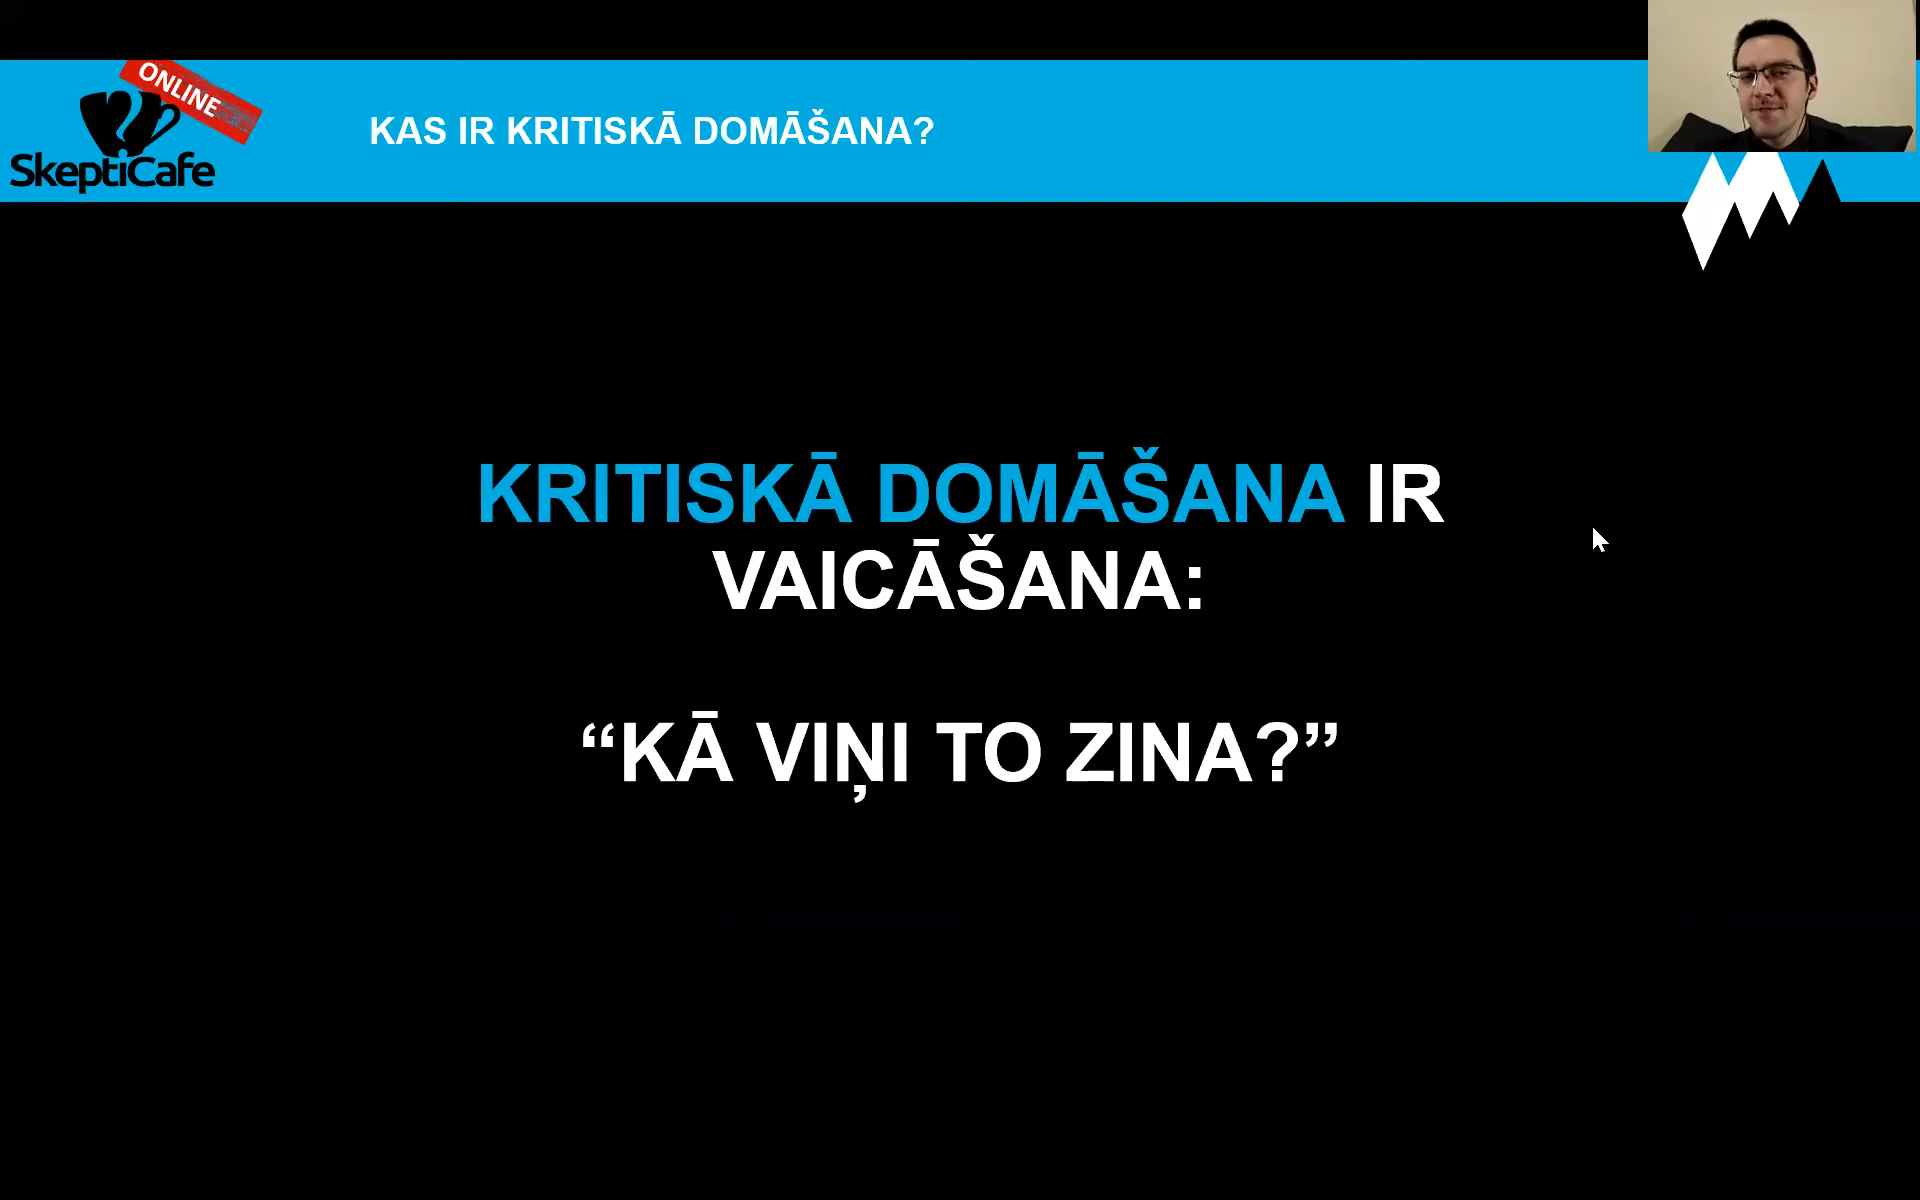 ONLINE
SkeptiCafe
KAS IR KRITISKĀ DOMĀŠANA?
KRITISKĀ DOMĀŠANA IR
VAICĀŠANA:
“KĀ VIŅI TO ZINA?”